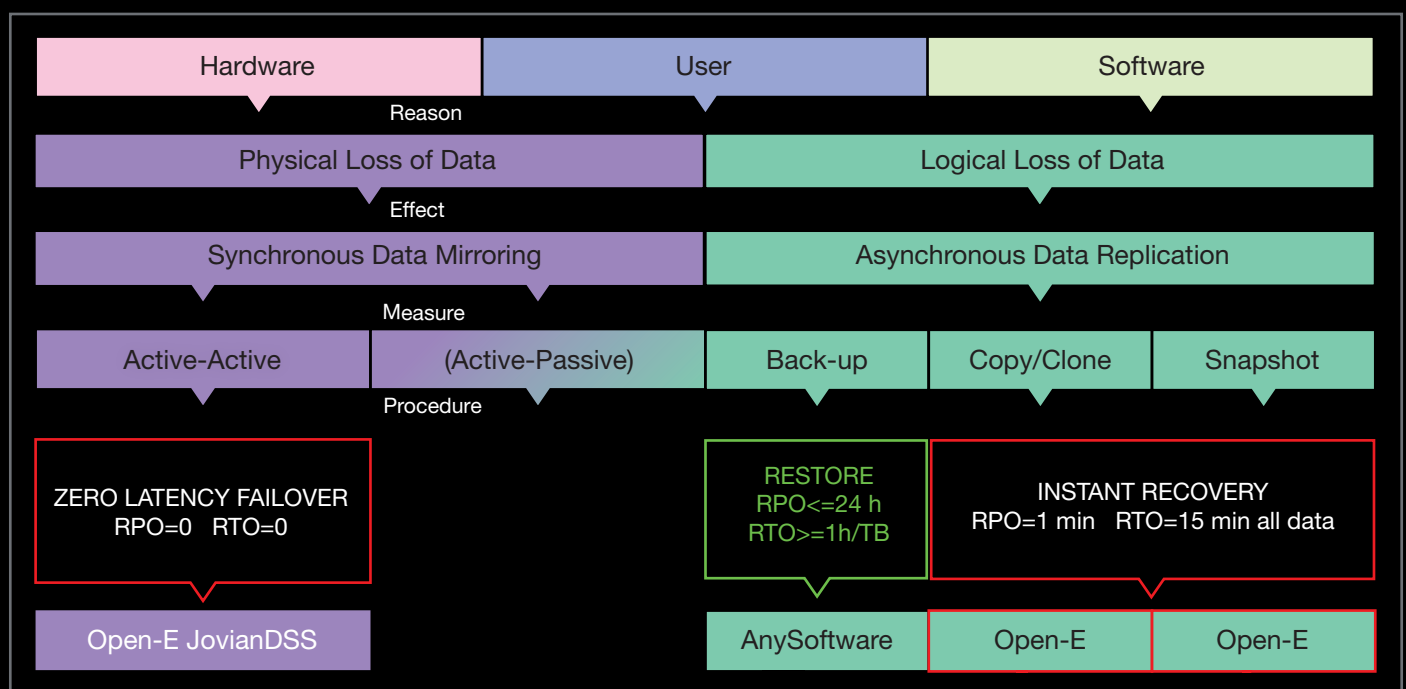 Hardware
User
Software
Reason
Physical Loss of Data
Logical Loss of Data
Effect
Synchronous Data Mirroring
Asynchronous Data Replication
Measure
Active-Active
(Active-Passive)
Back-up
Copy/Clone
Snapshot
Procedure
ZERO LATENCY FAILOVER
RPO=0 RTO=0
RESTORE
RPO<=24 h
RTO>=1h/TB
INSTANT RECOVERY
RPO=1 min RTO=15 min all data
Open-E JovianDSS
AnySoftware
Open-E
Open-E